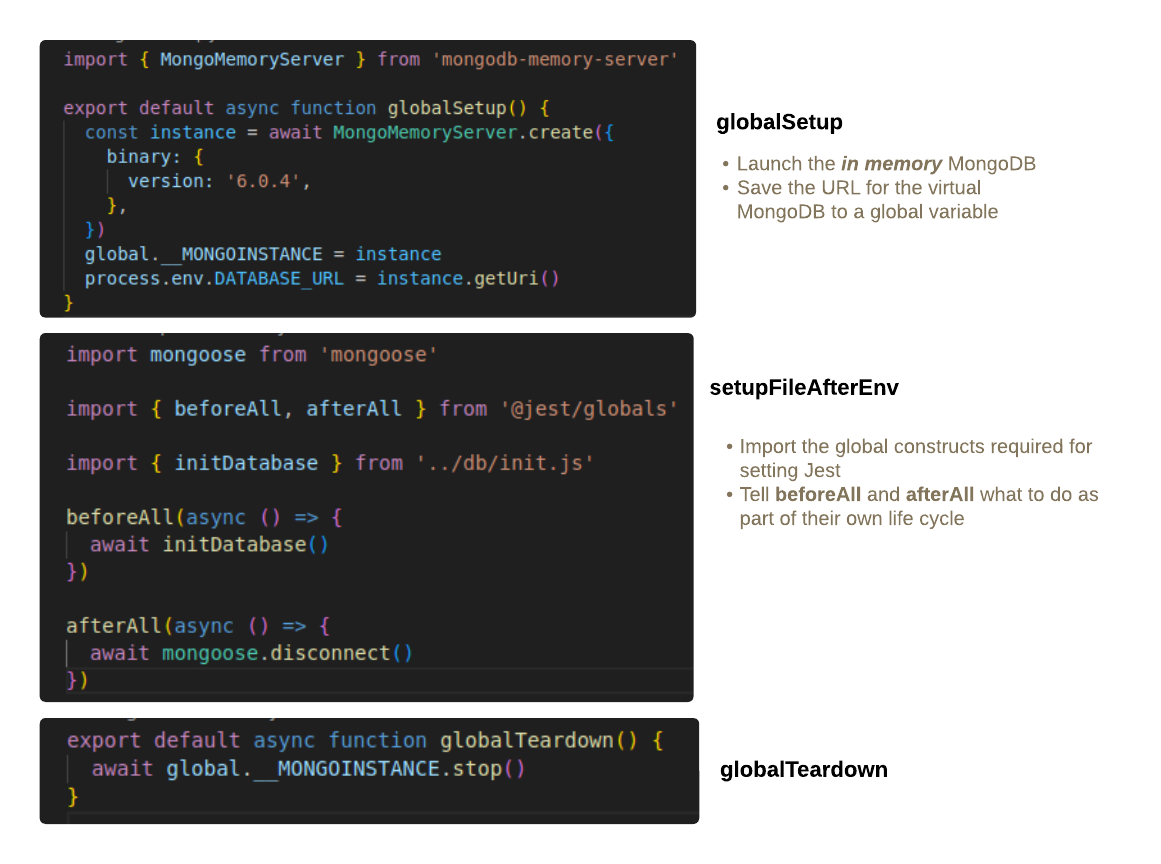 import { MongoMemoryServer } from 'mongodb-memory-server'
export default async function globalSetup() {
const instance = await MongoMemoryServer.create({
binary: {
version: '6.0.4',
},
})
global.__MONGOINSTANCE = instance
process.env.DATABASE_URL = instance.getUri()
}
globalSetup
• Launch the in memory MongoDB
• Save the URL for the virtual
MongoDB to a global variable
import mongoose from 'mongoose'
import { beforeAll, afterAll } from '@jest/globals'
import { initDatabase } from '../db/init.js'
beforeAll(async () => {
await initDatabase()
})
afterAll(async () => {
await mongoose.disconnect()
})
setupFileAfterEnv
• Import the global constructs required for
setting Jest
• Tell beforeAll and afterAll what to do as
part of their own life cycle
export default async function globalTeardown() {
await global.__MONGOINSTANCE.stop()
}
globalTeardown